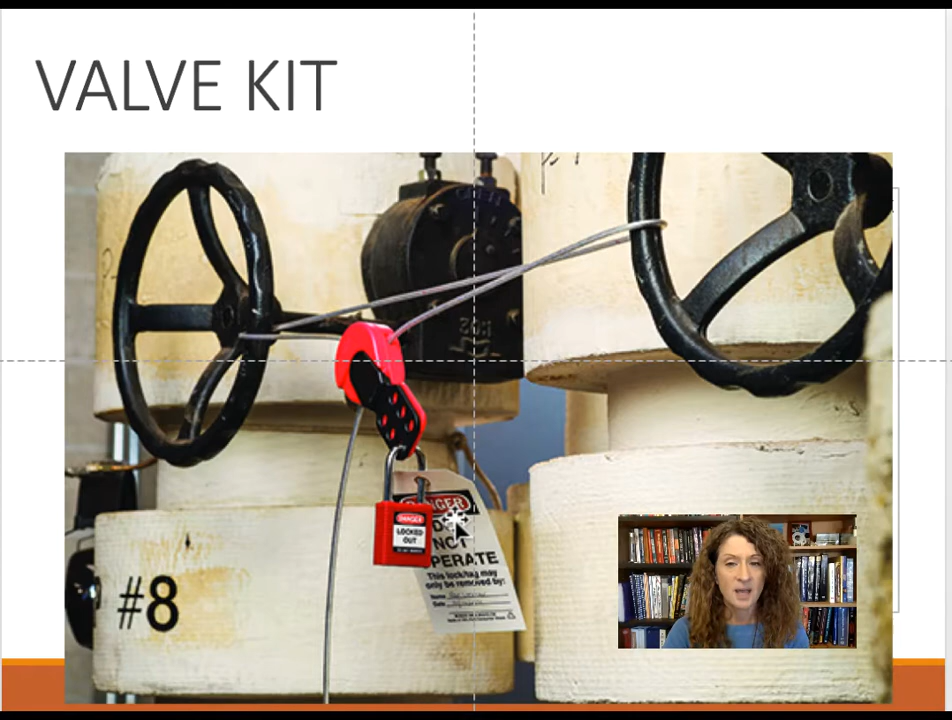 VALVE KIT
DANGER
LOCKED
OUT
DANGER
DO
NOT
OPERATE
This lock/tag may
only be removed by:
Name
Date
#8